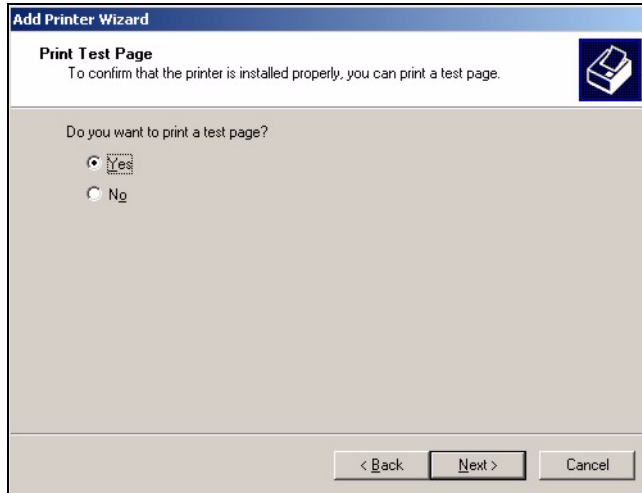 Add Printer Wizard
Print Test Page
To confirm that the printer is installed properly, you can print a test page.
Do you want to print a test page?
Yes
No
< Back
Next >
Cancel